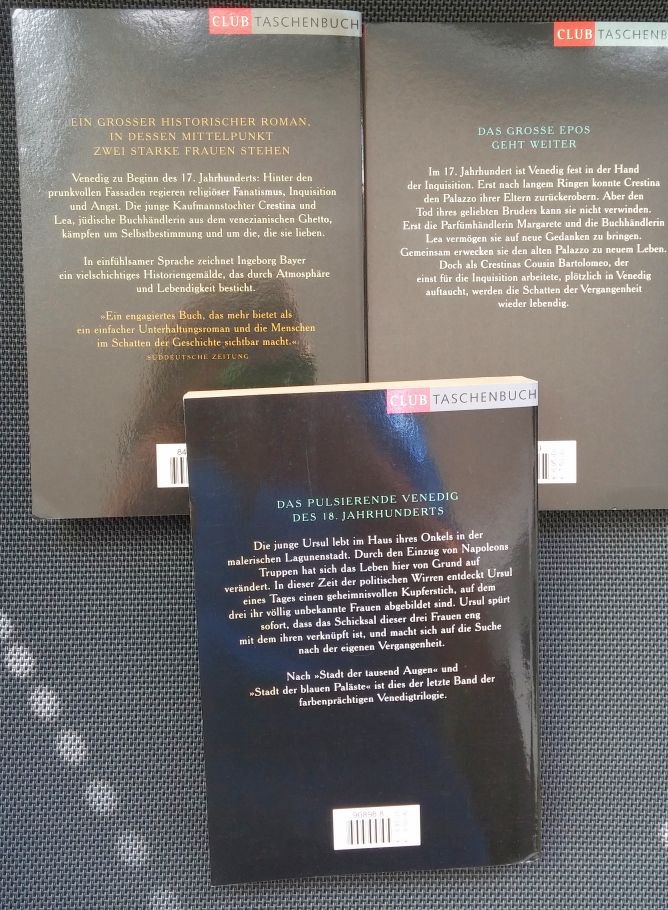 CLUB TASCHENBUCH
EIN GROSSER HISTORISCHER ROMAN,
IN DESSEN MITTELPUNKT
ZWEI STARKE FRAUEN STEHEN
Venedig zu Beginn des 17. Jahrhunderts: Hinter den
prunkvollen Fassaden regieren religiöser Fanatismus, Inquisition
und Angst. Die junge Kaufmannstochter Crestina und
Lea, jüdische Buchhändlerin aus dem venezianischen Ghetto,
kämpfen um Selbstbestimmung und um die, die sie lieben.
In einfühlsamer Sprache zeichnet Ingeborg Bayer
ein vielschichtiges Historiengemälde, das durch Atmosphäre
und Lebendigkeit besticht.
»Ein engagiertes Buch, das mehr bietet als
ein einfacher Unterhaltungsroman und die Menschen
im Schatten der Geschichte sichtbar macht.«
SÜDDEUTSCHE ZEITUNG
84
CLUB TASCHENB
DAS GROSSE EPOS
GEHT WEITER
Im 17. Jahrhundert ist Venedig fest in der Hand
der Inquisition. Erst nach langem Ringen konnte Crestina
den Palazzo ihrer Eltern zurückerobern. Aber den
Tod ihres geliebten Bruders kann sie nicht verwinden.
Erst die Parfümhändlerin Margarete und die Buchhändlerin
Lea vermögen sie auf neue Gedanken zu bringen.
Gemeinsam erwecken sie den alten Palazzo zu neuem Leben.
Doch als Crestinas Cousin Bartolomeo, der
einst für die Inquisition arbeitete, plötzlich in Venedig
auftaucht, werden die Schatten der Vergangenheit
wieder lebendig.
CLUB TASCHENBUCH
DAS PULSIERENDE VENEDIG
DES 18. JAHRHUNDERTS
Die junge Ursul lebt im Haus ihres Onkels in der
malerischen Lagunenstadt. Durch den Einzug von Napoleons
Truppen hat sich das Leben hier von Grund auf
verändert. In dieser Zeit der politischen Wirren entdeckt Ursul
eines Tages einen geheimnisvollen Kupferstich, auf dem
drei ihr völlig unbekannte Frauen abgebildet sind. Ursul spürt
sofort, dass das Schicksal dieser drei Frauen eng
mit dem ihren verknüpft ist, und macht sich auf die Suche
nach der eigenen Vergangenheit.
Nach »Stadt der tausend Augen« und
»Stadt der blauen Paläste« ist dies der letzte Band der
farbenprächtigen Venedigtrilogie.
90898 8